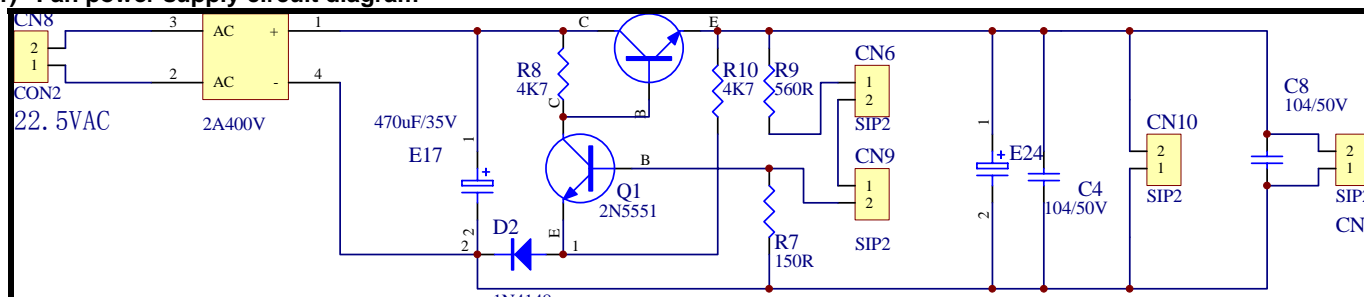 Fan power supply circuit diagram
CN8
2
1
CON2
22.5VAC
3
2
AC
AC
+
-
2A400V
1
4
470uF/35V
E17
1
+
2
2
D2
1
R8
4K7
C
C
E
B
B
Q1
2N5551
E
R10
4K7
R9
560R
R7
150R
CN6
1
2
SIP2
CN9
1
2
SIP2
1
+
E24
2
C4
104/50V
CN10
2
1
SIP2
C8
104/50V
2
1